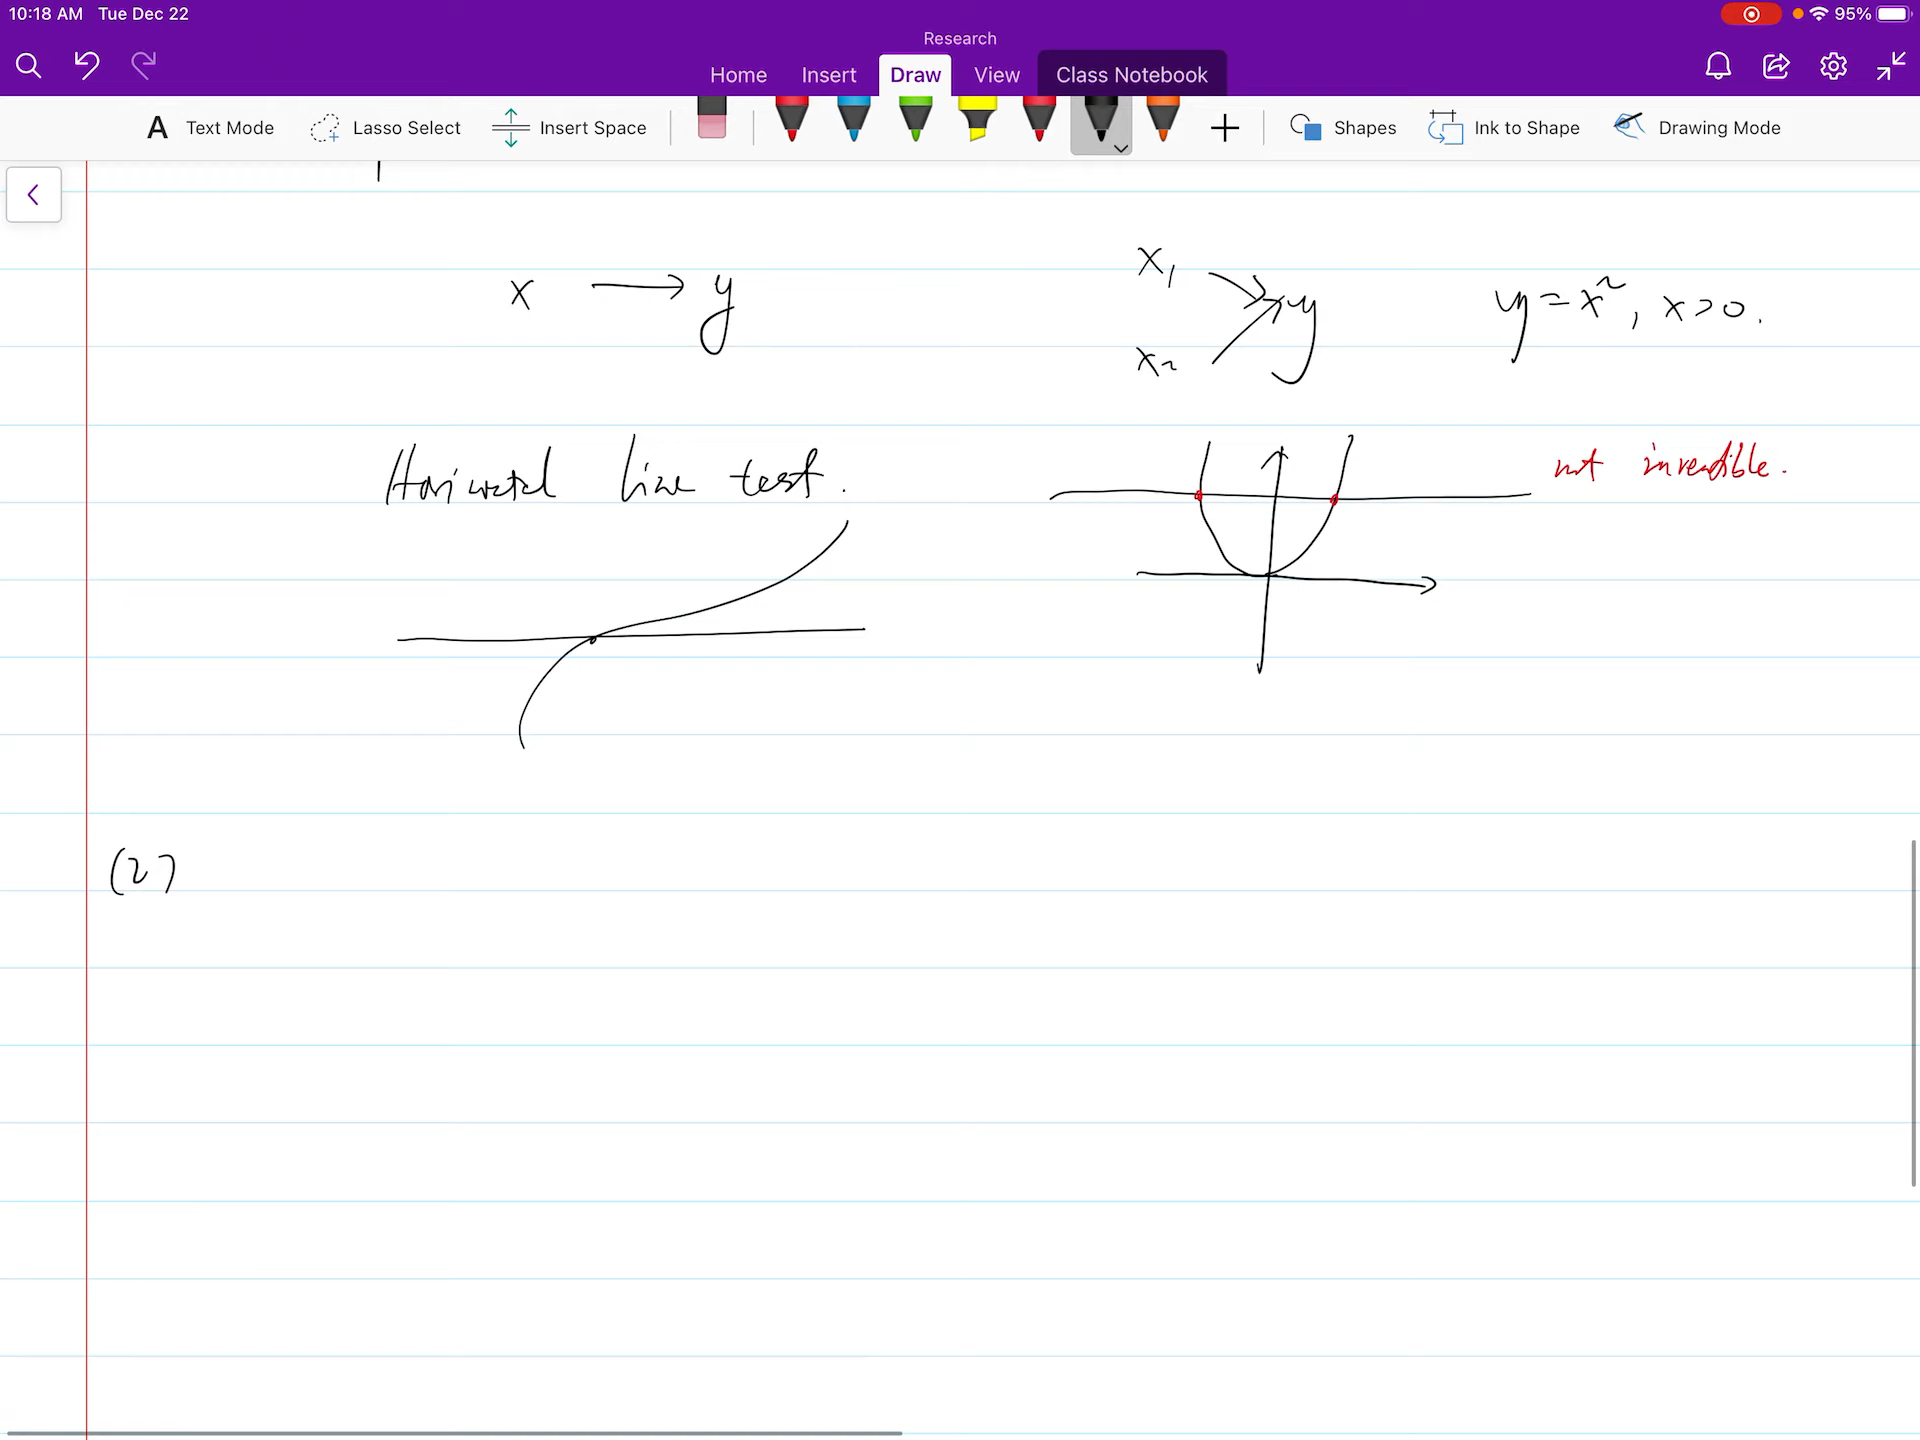 10:18 AM Tue Dec 22
95%
Research
Home Insert Draw View Class Notebook
A Text Mode Lasso Select Insert Space Shapes Ink to Shape Drawing Mode
x → y
x₁
x₂
y
y = x², x > 0.
Horizontal line test.
not invertible.
(2)